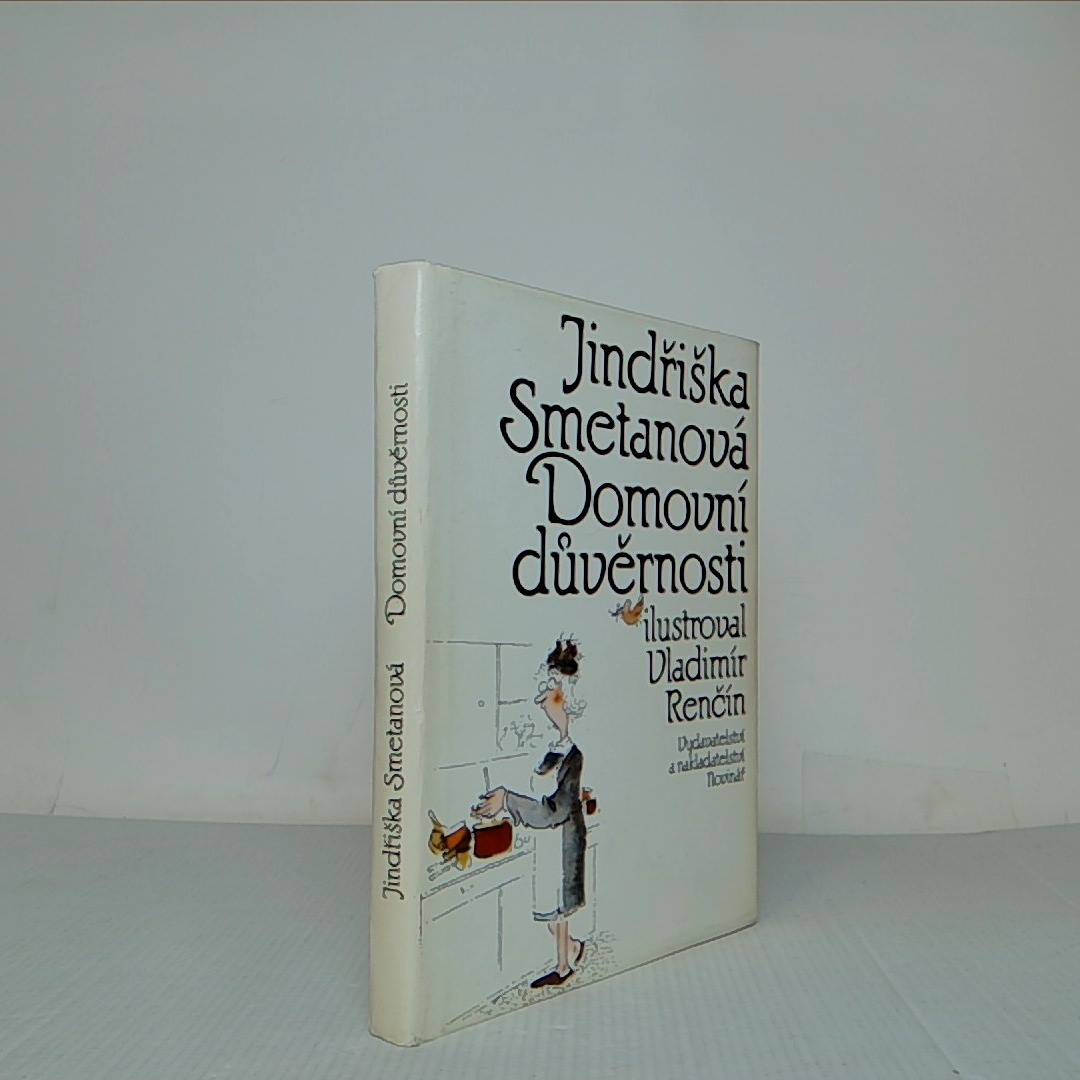 Jindřiška Smetanová Domovní důvěrnosti
Jindřiška
Smetanová
Domovní
důvěrnosti
ilustroval
Vladimír
Renčín
Vydavatelství
a nakladatelství
Novinář